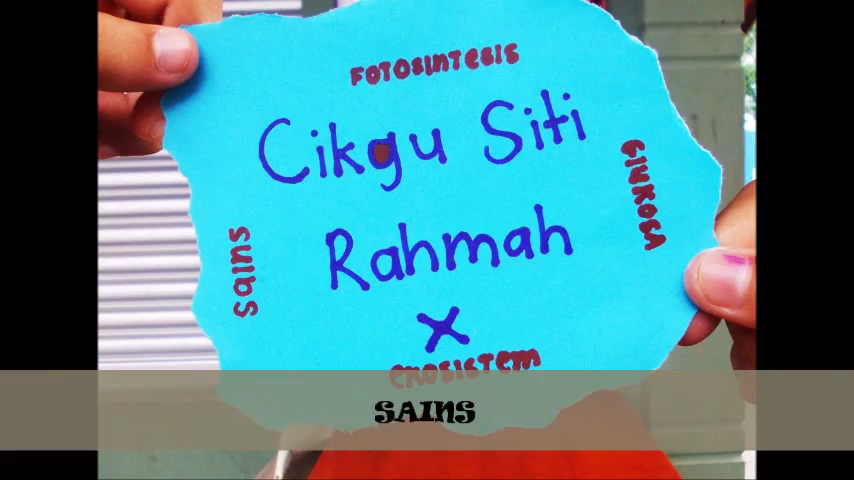 FOTOSINTESIS
Cikgu Siti
Rahmah
X
Glukosa
Sains
EKOSISTEM
SAINS